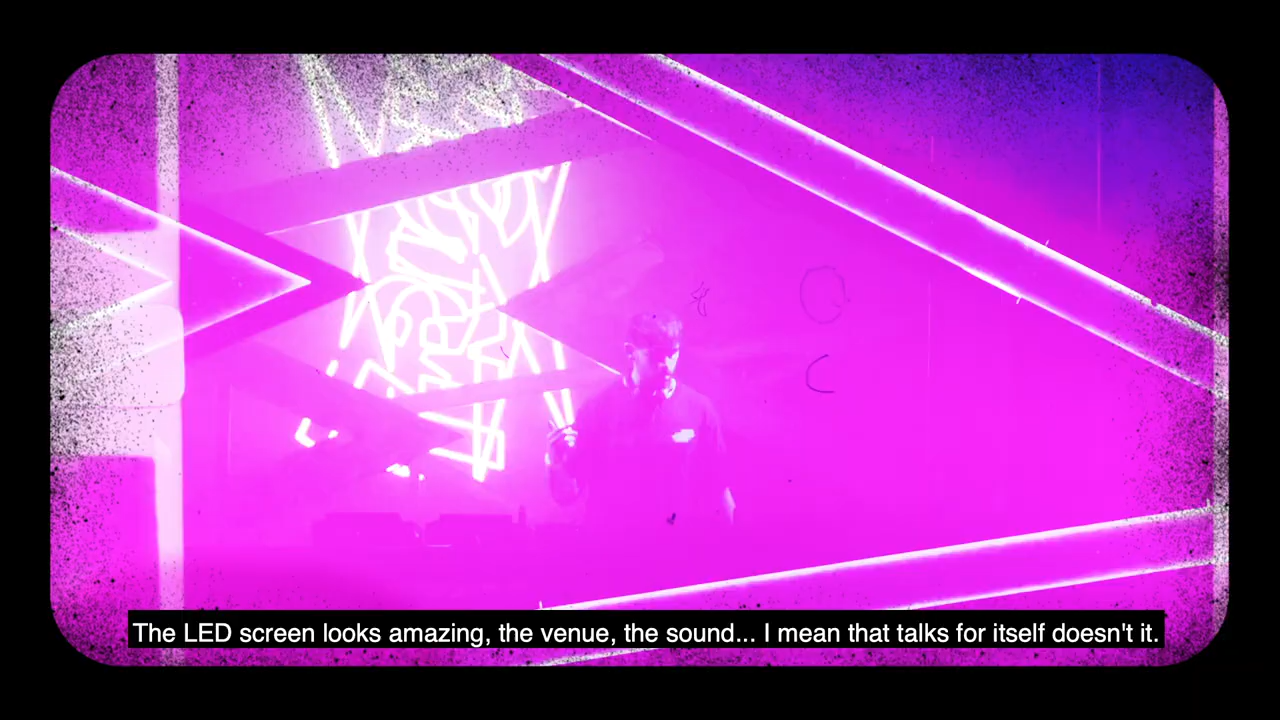 The LED screen looks amazing, the venue, the sound... I mean that talks for itself doesn't it.